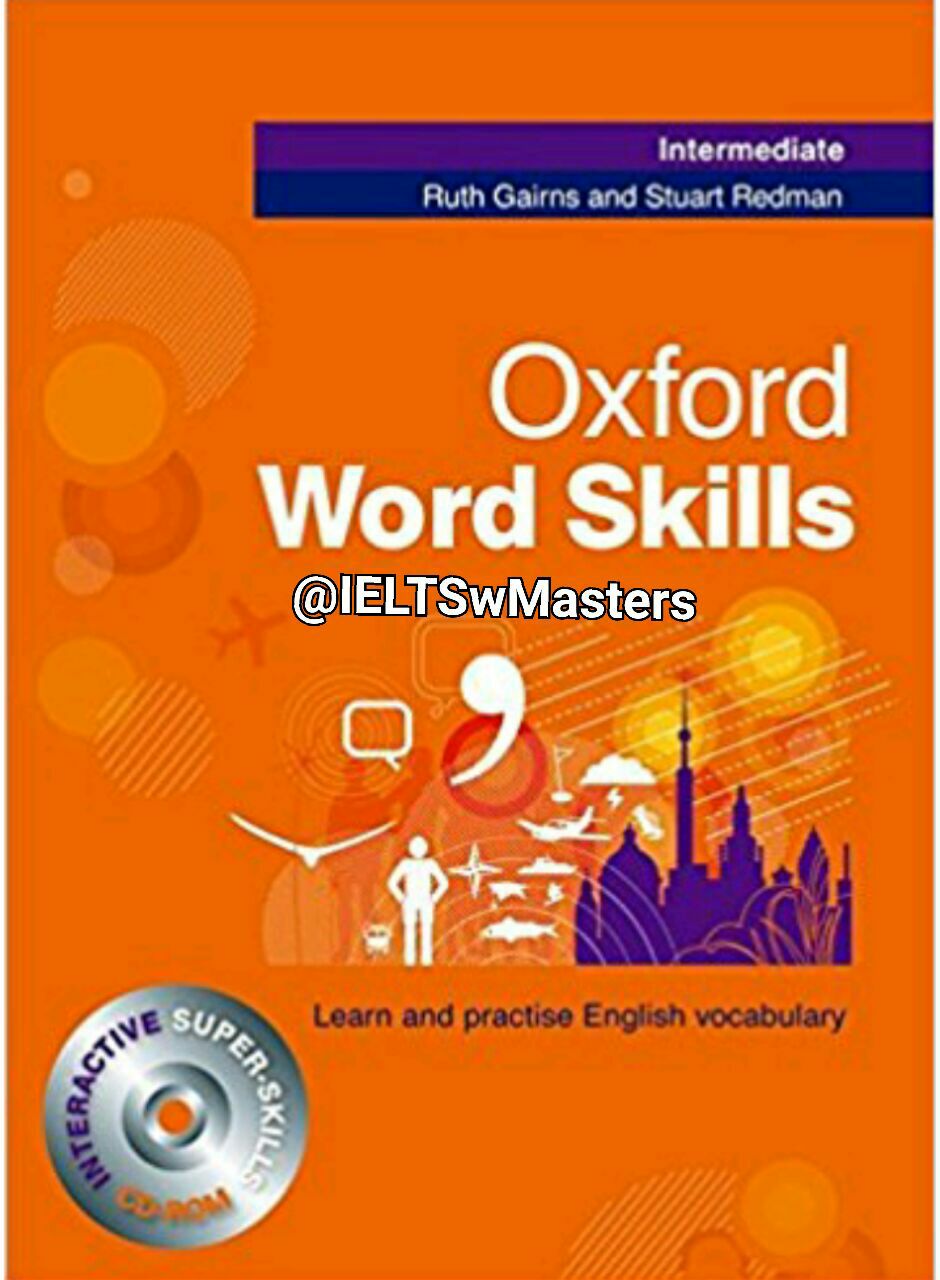 Intermediate
Ruth Gairns and Stuart Redman
Oxford
Word Skills
@IELTSwMasters
Learn and practise English vocabulary
INTERACTIVE SUPER-SKILLS
CD-ROM